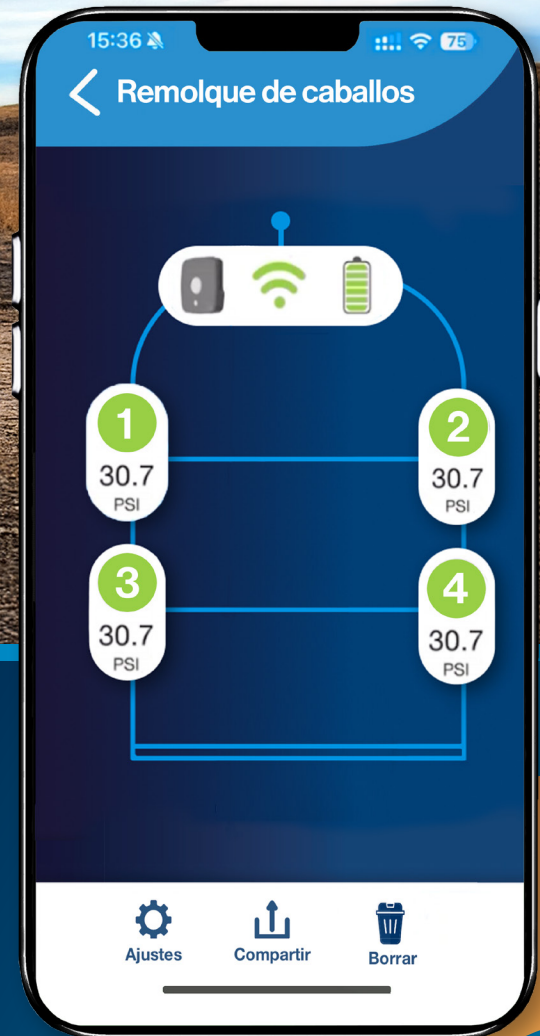 15:36
75
Remolque de caballos
1
2
30.7
30.7
PSI
PSI
3
4
30.7
30.7
PSI
PSI
Ajustes
Compartir
Borrar